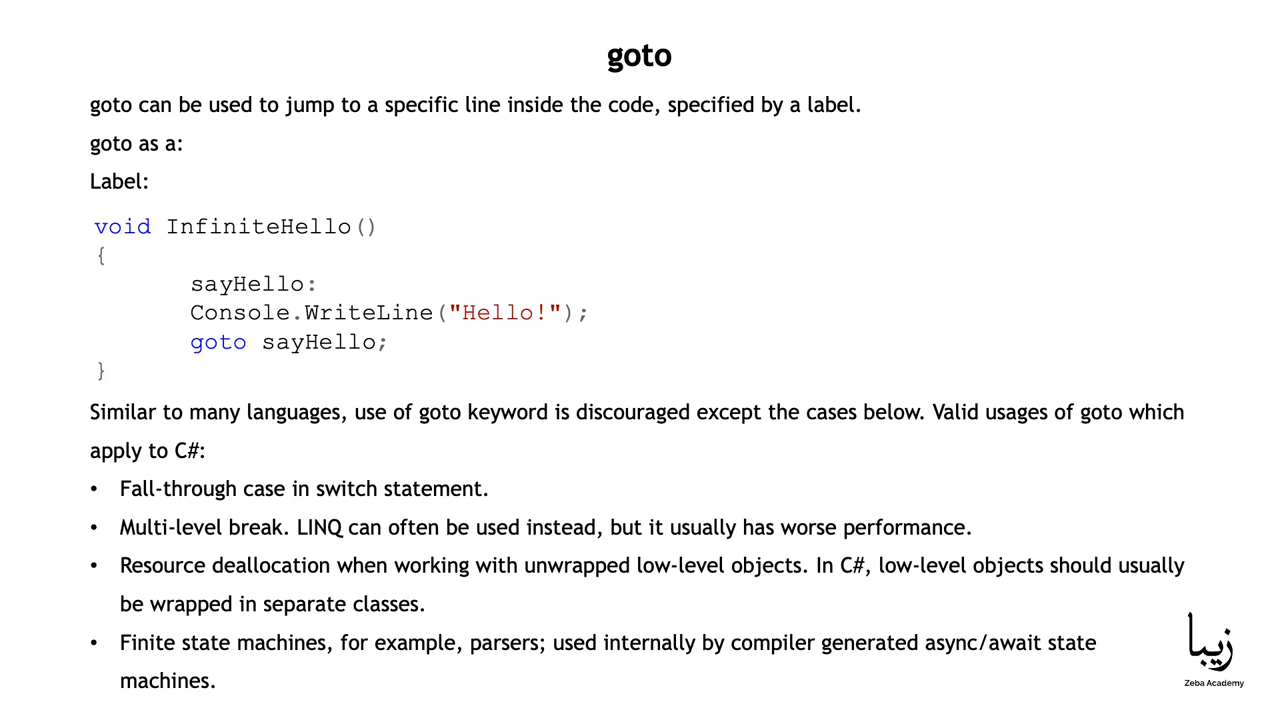 goto
goto can be used to jump to a specific line inside the code, specified by a label.
goto as a:
Label:
void InfiniteHello()
{
sayHello:
Console.WriteLine("Hello!");
goto sayHello;
}
Similar to many languages, use of goto keyword is discouraged except the cases below. Valid usages of goto which
apply to C#:
• Fall-through case in switch statement.
• Multi-level break. LINQ can often be used instead, but it usually has worse performance.
• Resource deallocation when working with unwrapped low-level objects. In C#, low-level objects should usually
be wrapped in separate classes.
• Finite state machines, for example, parsers; used internally by compiler generated async/await state
machines.
زیبا
Zeba Academy